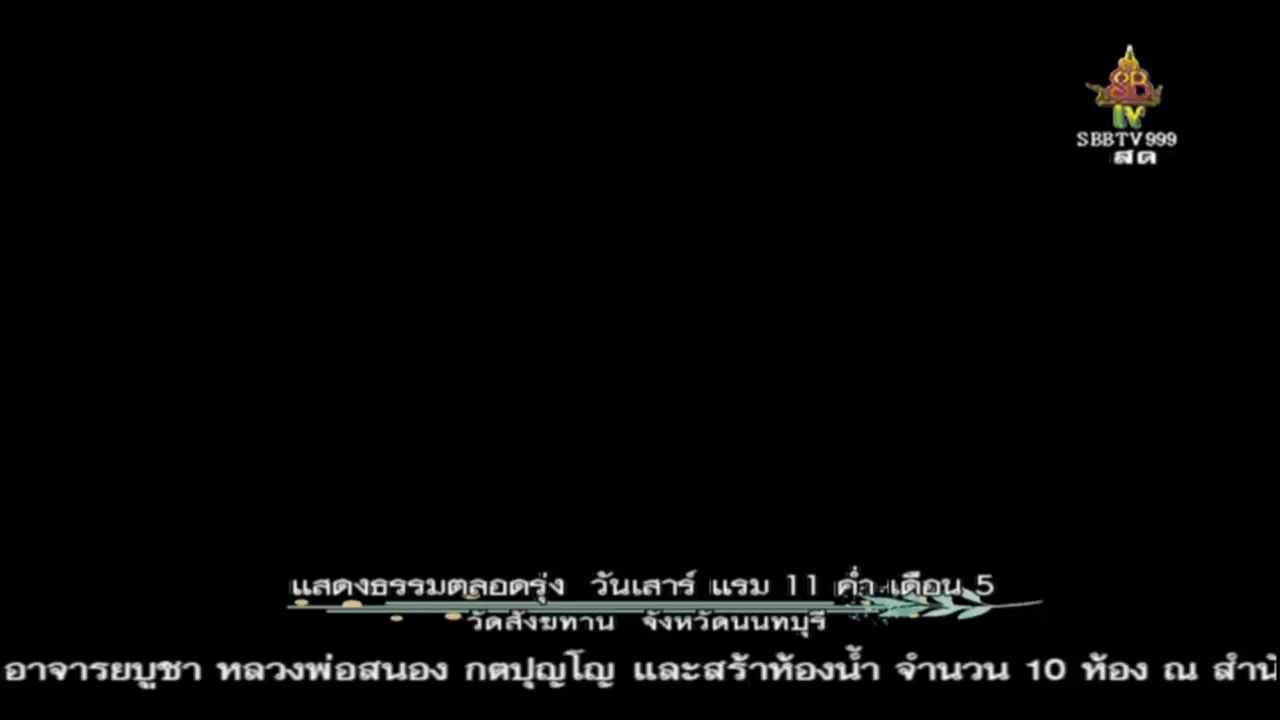 SB
TV
SBBTV999
สด
แสดงธรรมตลอดรุ่ง วันเสาร์ แรม 11 ค่ำ เดือน 5
วัดสังฆทาน จังหวัดนนทบุรี
อาจารยบูชา หลวงพ่อสนอง กตปุญโญ และสร้าห้องน้ำ จำนวน 10 ห้อง ณ สำนั